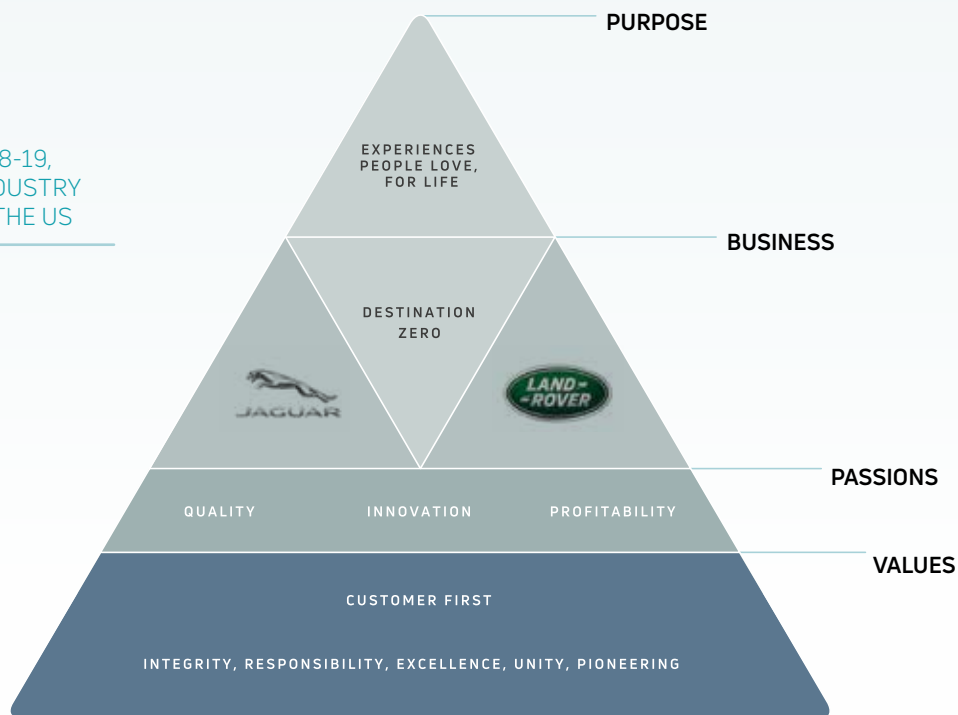 PURPOSE
8-19,
DUSTRY
THE US
EXPERIENCES
PEOPLE LOVE,
FOR LIFE
BUSINESS
DESTINATION
ZERO
JAGUAR
LAND-
-ROVER
PASSIONS
QUALITY INNOVATION PROFITABILITY
VALUES
CUSTOMER FIRST
INTEGRITY, RESPONSIBILITY, EXCELLENCE, UNITY, PIONEERING